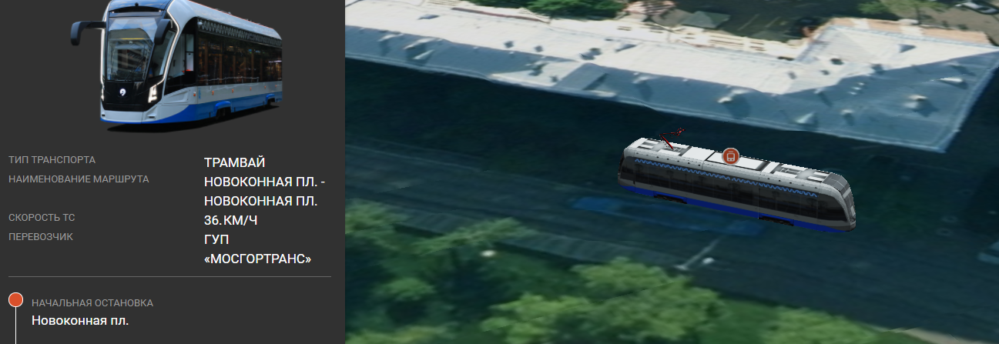 ТИП ТРАНСПОРТА ТРАМВАЙ
НАИМЕНОВАНИЕ МАРШРУТА НОВОКОННАЯ ПЛ. -
НОВОКОННАЯ ПЛ.
СКОРОСТЬ ТС 36.КМ/Ч
ПЕРЕВОЗЧИК ГУП
«МОСГОРТРАНС»
НАЧАЛЬНАЯ ОСТАНОВКА
Новоконная пл.